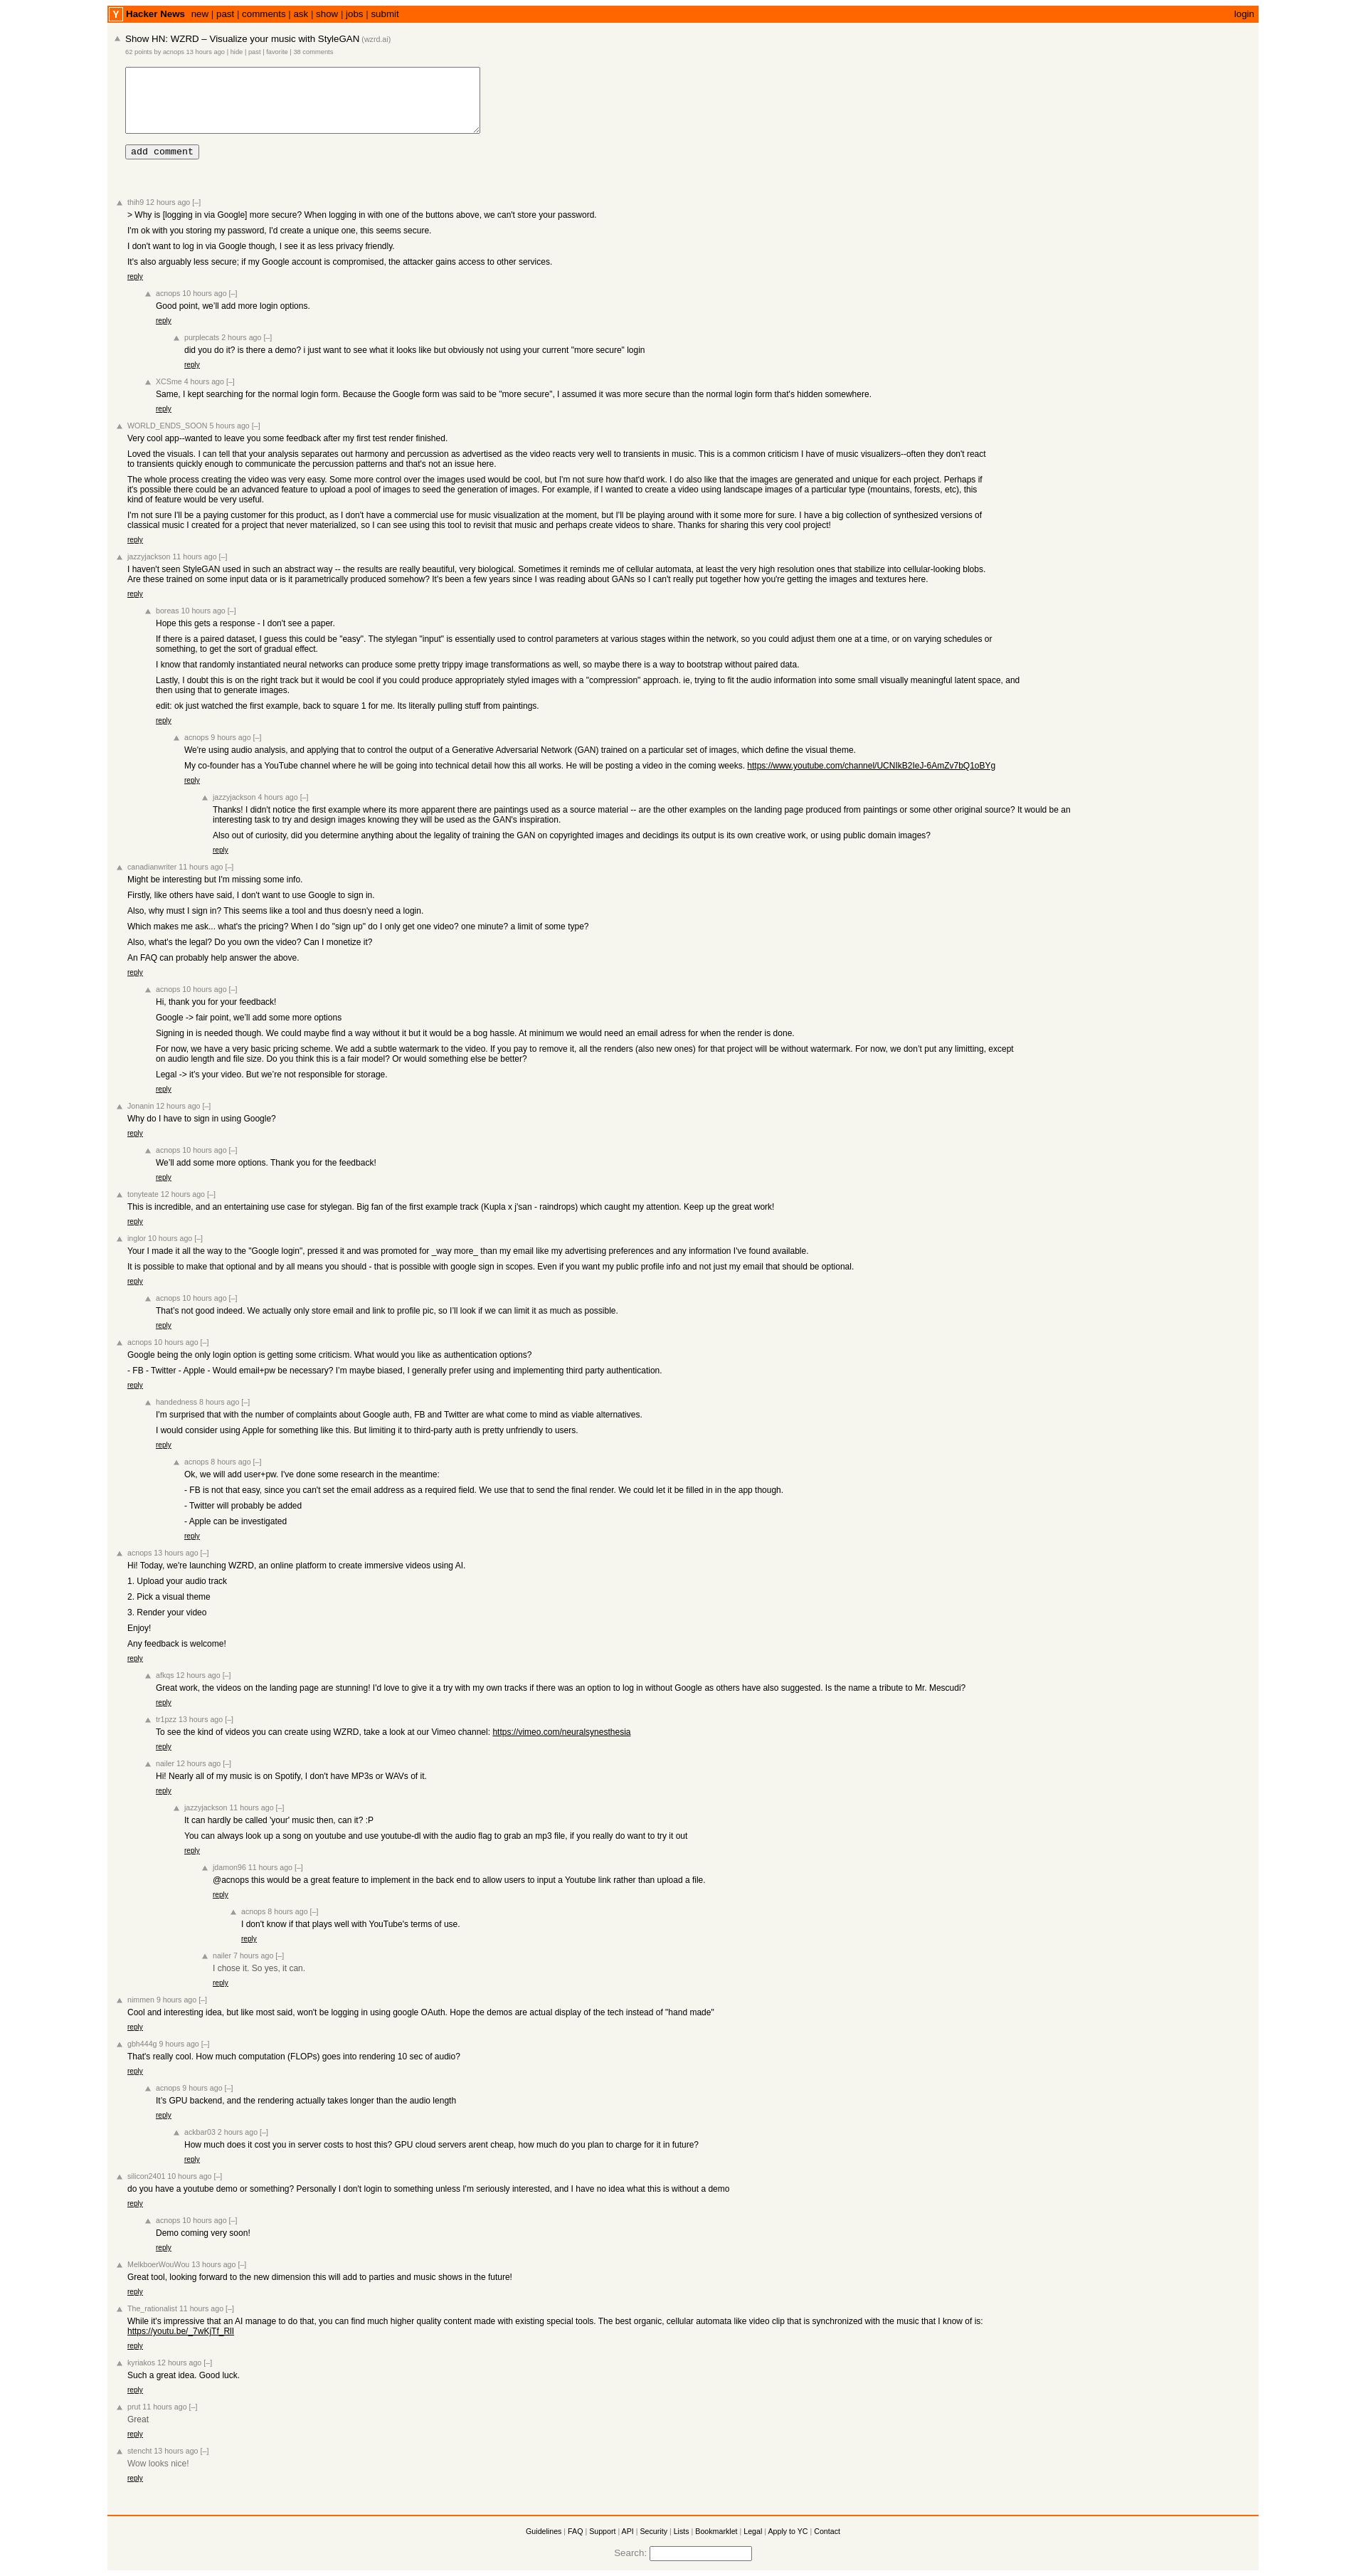 Y Hacker News new | past | comments | ask | show | jobs | submit login
Show HN: WZRD – Visualize your music with StyleGAN (wzrd.ai)
62 points by acnops 13 hours ago | hide | past | favorite | 38 comments
add comment
thih9 12 hours ago [–]
> Why is [logging in via Google] more secure? When logging in with one of the buttons above, we can't store your password.
I'm ok with you storing my password, I'd create a unique one, this seems secure.
I don't want to log in via Google though, I see it as less privacy friendly.
It's also arguably less secure; if my Google account is compromised, the attacker gains access to other services.
reply
acnops 10 hours ago [–]
Good point, we'll add more login options.
reply
purplecats 2 hours ago [–]
did you do it? is there a demo? i just want to see what it looks like but obviously not using your current "more secure" login
reply
XCSme 4 hours ago [–]
Same, I kept searching for the normal login form. Because the Google form was said to be "more secure", I assumed it was more secure than the normal login form that's hidden somewhere.
reply
WORLD_ENDS_SOON 5 hours ago [–]
Very cool app--wanted to leave you some feedback after my first test render finished.
Loved the visuals. I can tell that your analysis separates out harmony and percussion as advertised as the video reacts very well to transients in music. This is a common criticism I have of music visualizers--often they don't react
to transients quickly enough to communicate the percussion patterns and that's not an issue here.
The whole process creating the video was very easy. Some more control over the images used would be cool, but I'm not sure how that'd work. I do also like that the images are generated and unique for each project. Perhaps if
it's possible there could be an advanced feature to upload a pool of images to seed the generation of images. For example, if I wanted to create a video using landscape images of a particular type (mountains, forests, etc), this
kind of feature would be very useful.
I'm not sure I'll be a paying customer for this product, as I don't have a commercial use for music visualization at the moment, but I'll be playing around with it some more for sure. I have a big collection of synthesized versions of
classical music I created for a project that never materialized, so I can see using this tool to revisit that music and perhaps create videos to share. Thanks for sharing this very cool project!
reply
jazzyjackson 11 hours ago [–]
I haven't seen StyleGAN used in such an abstract way -- the results are really beautiful, very biological. Sometimes it reminds me of cellular automata, at least the very high resolution ones that stabilize into cellular-looking blobs.
Are these trained on some input data or is it parametrically produced somehow? It's been a few years since I was reading about GANs so I can't really put together how you're getting the images and textures here.
reply
boreas 10 hours ago [–]
Hope this gets a response - I don't see a paper.
If there is a paired dataset, I guess this could be "easy". The stylegan "input" is essentially used to control parameters at various stages within the network, so you could adjust them one at a time, or on varying schedules or
something, to get the sort of gradual effect.
I know that randomly instantiated neural networks can produce some pretty trippy image transformations as well, so maybe there is a way to bootstrap without paired data.
Lastly, I doubt this is on the right track but it would be cool if you could produce appropriately styled images with a "compression" approach. ie, trying to fit the audio information into some small visually meaningful latent space, and
then using that to generate images.
edit: ok just watched the first example, back to square 1 for me. Its literally pulling stuff from paintings.
reply
acnops 9 hours ago [–]
We're using audio analysis, and applying that to control the output of a Generative Adversarial Network (GAN) trained on a particular set of images, which define the visual theme.
My co-founder has a YouTube channel where he will be going into technical detail how this all works. He will be posting a video in the coming weeks. https://www.youtube.com/channel/UCNIkB2IeJ-6AmZv7bQ1oBYg
reply
jazzyjackson 4 hours ago [–]
Thanks! I didn't notice the first example where its more apparent there are paintings used as a source material -- are the other examples on the landing page produced from paintings or some other original source? It would be an
interesting task to try and design images knowing they will be used as the GAN's inspiration.
Also out of curiosity, did you determine anything about the legality of training the GAN on copyrighted images and decidings its output is its own creative work, or using public domain images?
reply
canadianwriter 11 hours ago [–]
Might be interesting but I'm missing some info.
Firstly, like others have said, I don't want to use Google to sign in.
Also, why must I sign in? This seems like a tool and thus doesn'y need a login.
Which makes me ask... what's the pricing? When I do "sign up" do I only get one video? one minute? a limit of some type?
Also, what's the legal? Do you own the video? Can I monetize it?
An FAQ can probably help answer the above.
reply
acnops 10 hours ago [–]
Hi, thank you for your feedback!
Google -> fair point, we'll add some more options
Signing in is needed though. We could maybe find a way without it but it would be a bog hassle. At minimum we would need an email adress for when the render is done.
For now, we have a very basic pricing scheme. We add a subtle watermark to the video. If you pay to remove it, all the renders (also new ones) for that project will be without watermark. For now, we don't put any limitting, except
on audio length and file size. Do you think this is a fair model? Or would something else be better?
Legal -> it's your video. But we're not responsible for storage.
reply
Jonanin 12 hours ago [–]
Why do I have to sign in using Google?
reply
acnops 10 hours ago [–]
We'll add some more options. Thank you for the feedback!
reply
tonyteate 12 hours ago [–]
This is incredible, and an entertaining use case for stylegan. Big fan of the first example track (Kupla x j'san - raindrops) which caught my attention. Keep up the great work!
reply
inglor 10 hours ago [–]
Your I made it all the way to the "Google login", pressed it and was promoted for _way more_ than my email like my advertising preferences and any information I've found available.
It is possible to make that optional and by all means you should - that is possible with google sign in scopes. Even if you want my public profile info and not just my email that should be optional.
reply
acnops 10 hours ago [–]
That's not good indeed. We actually only store email and link to profile pic, so I'll look if we can limit it as much as possible.
reply
acnops 10 hours ago [–]
Google being the only login option is getting some criticism. What would you like as authentication options?
- FB - Twitter - Apple - Would email+pw be necessary? I'm maybe biased, I generally prefer using and implementing third party authentication.
reply
handedness 8 hours ago [–]
I'm surprised that with the number of complaints about Google auth, FB and Twitter are what come to mind as viable alternatives.
I would consider using Apple for something like this. But limiting it to third-party auth is pretty unfriendly to users.
reply
acnops 8 hours ago [–]
Ok, we will add user+pw. I've done some research in the meantime:
- FB is not that easy, since you can't set the email address as a required field. We use that to send the final render. We could let it be filled in in the app though.
- Twitter will probably be added
- Apple can be investigated
reply
acnops 13 hours ago [–]
Hi! Today, we're launching WZRD, an online platform to create immersive videos using AI.
1. Upload your audio track
2. Pick a visual theme
3. Render your video
Enjoy!
Any feedback is welcome!
reply
afkqs 12 hours ago [–]
Great work, the videos on the landing page are stunning! I'd love to give it a try with my own tracks if there was an option to log in without Google as others have also suggested. Is the name a tribute to Mr. Mescudi?
reply
tr1pzz 13 hours ago [–]
To see the kind of videos you can create using WZRD, take a look at our Vimeo channel: https://vimeo.com/neuralsynesthesia
reply
nailer 12 hours ago [–]
Hi! Nearly all of my music is on Spotify, I don't have MP3s or WAVs of it.
reply
jazzyjackson 11 hours ago [–]
It can hardly be called 'your' music then, can it? :P
You can always look up a song on youtube and use youtube-dl with the audio flag to grab an mp3 file, if you really do want to try it out
reply
jdamon96 11 hours ago [–]
@acnops this would be a great feature to implement in the back end to allow users to input a Youtube link rather than upload a file.
reply
acnops 8 hours ago [–]
I don't know if that plays well with YouTube's terms of use.
reply
nailer 7 hours ago [–]
I chose it. So yes, it can.
reply
nimmen 9 hours ago [–]
Cool and interesting idea, but like most said, won't be logging in using google OAuth. Hope the demos are actual display of the tech instead of "hand made"
reply
gbh444g 9 hours ago [–]
That's really cool. How much computation (FLOPs) goes into rendering 10 sec of audio?
reply
acnops 9 hours ago [–]
It's GPU backend, and the rendering actually takes longer than the audio length
reply
ackbar03 2 hours ago [–]
How much does it cost you in server costs to host this? GPU cloud servers arent cheap, how much do you plan to charge for it in future?
reply
silicon2401 10 hours ago [–]
do you have a youtube demo or something? Personally I don't login to something unless I'm seriously interested, and I have no idea what this is without a demo
reply
acnops 10 hours ago [–]
Demo coming very soon!
reply
MelkboerWouWou 13 hours ago [–]
Great tool, looking forward to the new dimension this will add to parties and music shows in the future!
reply
The_rationalist 11 hours ago [–]
While it's impressive that an AI manage to do that, you can find much higher quality content made with existing special tools. The best organic, cellular automata like video clip that is synchronized with the music that I know of is:
https://youtu.be/_7wKjTf_RlI
reply
kyriakos 12 hours ago [–]
Such a great idea. Good luck.
reply
prut 11 hours ago [–]
Great
reply
stencht 13 hours ago [–]
Wow looks nice!
reply
Guidelines | FAQ | Support | API | Security | Lists | Bookmarklet | Legal | Apply to YC | Contact
Search: